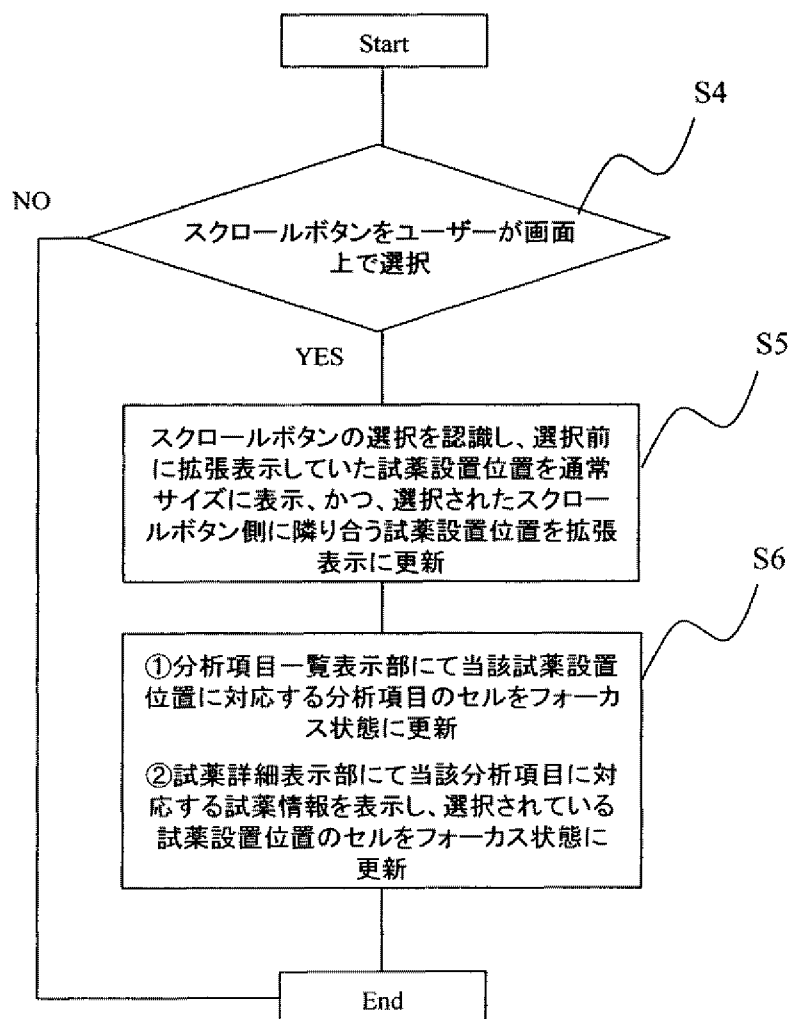 Start
S4
NO
スクロールボタンをユーザーが画面
上で選択
YES
S5
スクロールボタンの選択を認識し、選択前
に拡張表示していた試薬設置位置を通常
サイズに表示、かつ、選択されたスクロー
ルボタン側に隣り合う試薬設置位置を拡張
表示に更新
S6
①分析項目一覧表示部にて当該試薬設置
位置に対応する分析項目のセルをフォーカ
ス状態に更新
②試薬詳細表示部にて当該分析項目に対
応する試薬情報を表示し、選択されている
試薬設置位置のセルをフォーカス状態に
更新
End